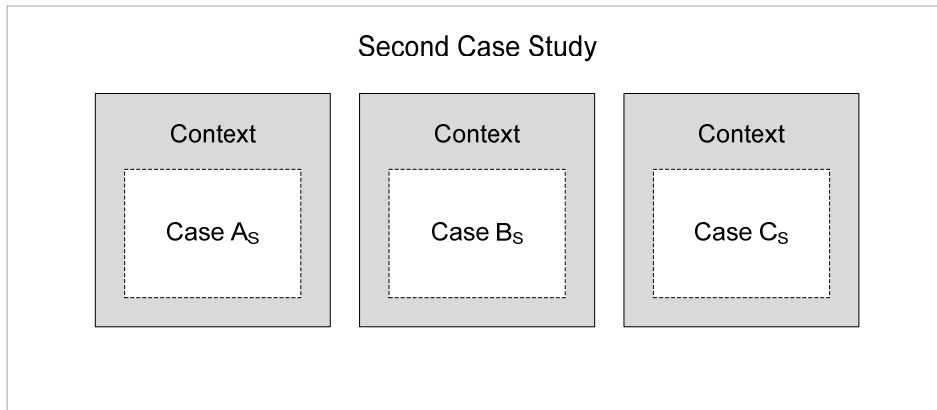 Second Case Study
Context Context Context
Case Aₛ Case Bₛ Case Cₛ